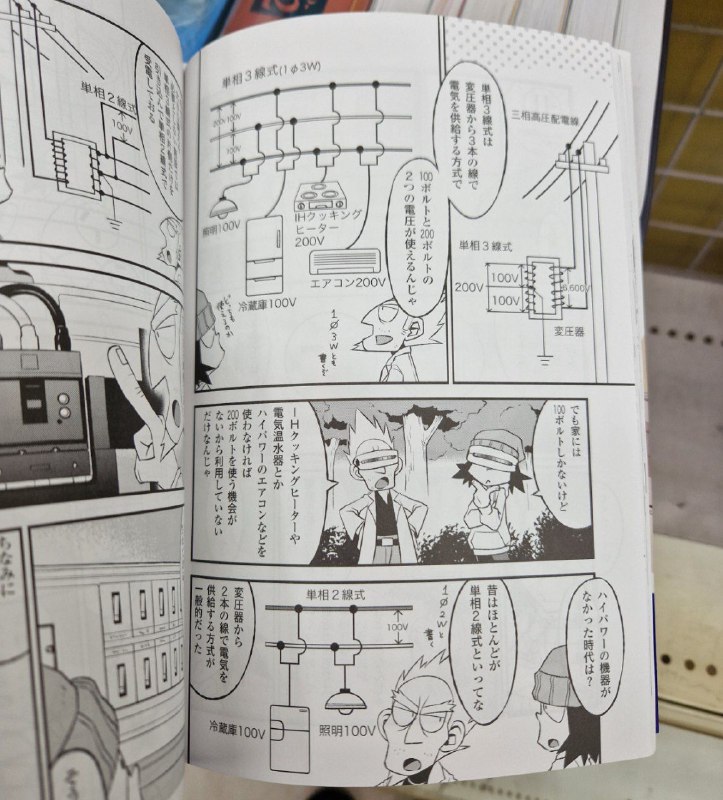 単相3線式は
変圧器から3本の線で
電気を供給する方式で
三相高圧配電線
単相3線式
200V
100V
100V
6,600V
変圧器
単相3線式(1φ3W)
100V
100V
照明100V
冷蔵庫100V
IHクッキング
ヒーター
200V
エアコン200V
100ボルトと200ボルトの
2つの電圧が使えるんじゃ
1φ3Wとも
書くぞ
でも家には
100ボルトしかないけど
IHクッキングヒーターや
電気温水器とか
ハイパワーのエアコンなどを
使わなければ
200ボルトを使う機会が
ないから利用していない
だけなんじゃ
ハイパワーの機器が
なかった時代は?
昔はほとんどが
単相2線式といってな
1φ2Wと
書く
単相2線式
100V
冷蔵庫100V
照明100V
変圧器から
2本の線で電気を
供給する方式が
一般的だった
単相2線式
100V
受電しておる
ちなみに